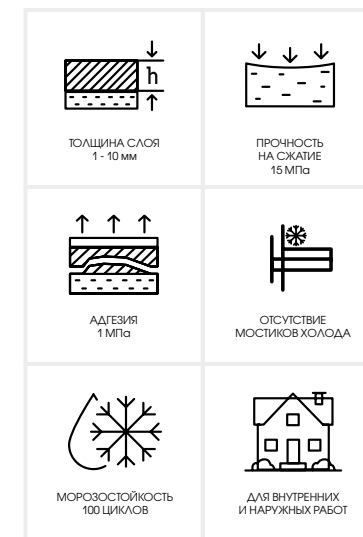 h
ТОЛЩИНА СЛОЯ
1 - 10 мм
ПРОЧНОСТЬ
НА СЖАТИЕ
15 МПа
АДГЕЗИЯ
1 МПа
ОТСУТСТВИЕ
МОСТИКОВ ХОЛОДА
МОРОЗОСТОЙКОСТЬ
100 ЦИКЛОВ
ДЛЯ ВНУТРЕННИХ
И НАРУЖНЫХ РАБОТ